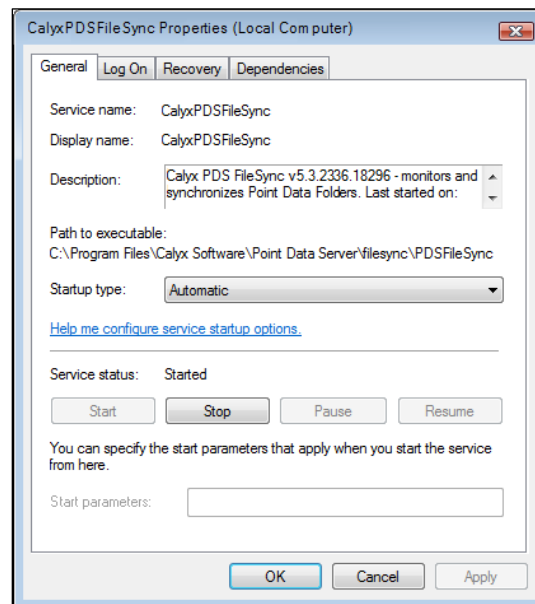 CalyxPDSFileSync Properties (Local Computer)
General Log On Recovery Dependencies
Service name: CalyxPDSFileSync
Display name: CalyxPDSFileSync
Description: Calyx PDS FileSync v5.3.2336.18296 - monitors and
synchronizes Point Data Folders. Last started on:
Path to executable:
C:\Program Files\Calyx Software\Point Data Server\filesync\PDSFileSync
Startup type: Automatic
Help me configure service startup options.
Service status: Started
Start Stop Pause Resume
You can specify the start parameters that apply when you start the service
from here.
Start parameters:
OK Cancel Apply